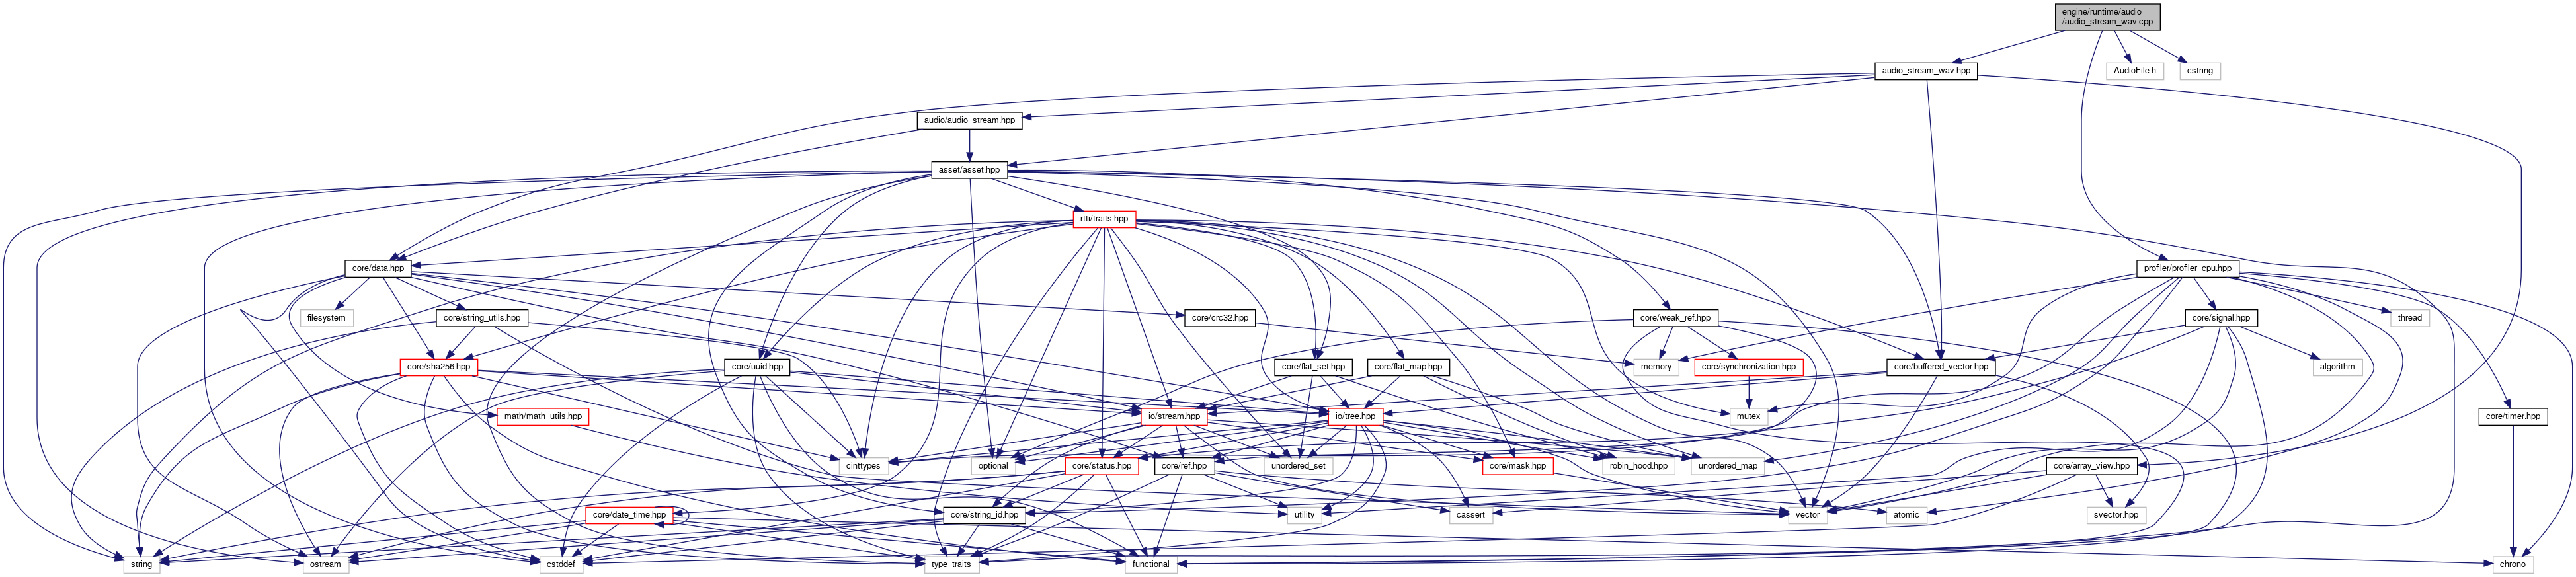 engine/runtime/audio
/audio_stream_wav.cpp
audio_stream_wav.hpp
AudioFile.h
cstring
audio/audio_stream.hpp
asset/asset.hpp
rtti/traits.hpp
core/data.hpp
profiler/profiler_cpu.hpp
filesystem
core/string_utils.hpp
core/crc32.hpp
core/weak_ref.hpp
core/signal.hpp
thread
core/sha256.hpp
core/uuid.hpp
core/flat_set.hpp
core/flat_map.hpp
memory
core/synchronization.hpp
core/buffered_vector.hpp
algorithm
math/math_utils.hpp
io/stream.hpp
io/tree.hpp
mutex
core/timer.hpp
cinttypes
optional
core/status.hpp
core/ref.hpp
unordered_set
core/mask.hpp
robin_hood.hpp
unordered_map
core/array_view.hpp
core/date_time.hpp
core/string_id.hpp
utility
cassert
vector
atomic
svector.hpp
string
ostream
cstddef
type_traits
functional
chrono